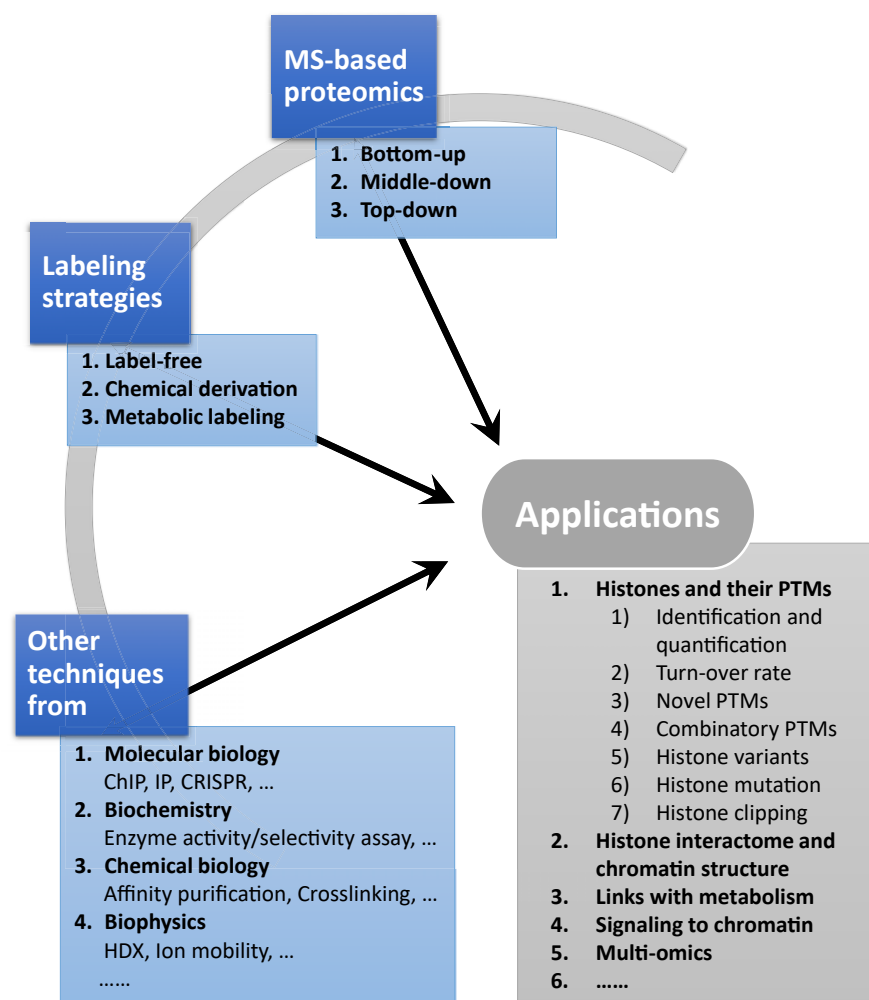 MS-based
proteomics
1. Bottom-up
2. Middle-down
3. Top-down
Labeling
strategies
1. Label-free
2. Chemical derivation
3. Metabolic labeling
Other
techniques
from
1. Molecular biology
ChIP, IP, CRISPR, ...
2. Biochemistry
Enzyme activity/selectivity assay, ...
3. Chemical biology
Affinity purification, Crosslinking, ...
4. Biophysics
HDX, Ion mobility, ...
......
Applications
1. Histones and their PTMs
1) Identification and
quantification
2) Turn-over rate
3) Novel PTMs
4) Combinatory PTMs
5) Histone variants
6) Histone mutation
7) Histone clipping
2. Histone interactome and
chromatin structure
3. Links with metabolism
4. Signaling to chromatin
5. Multi-omics
6. ......